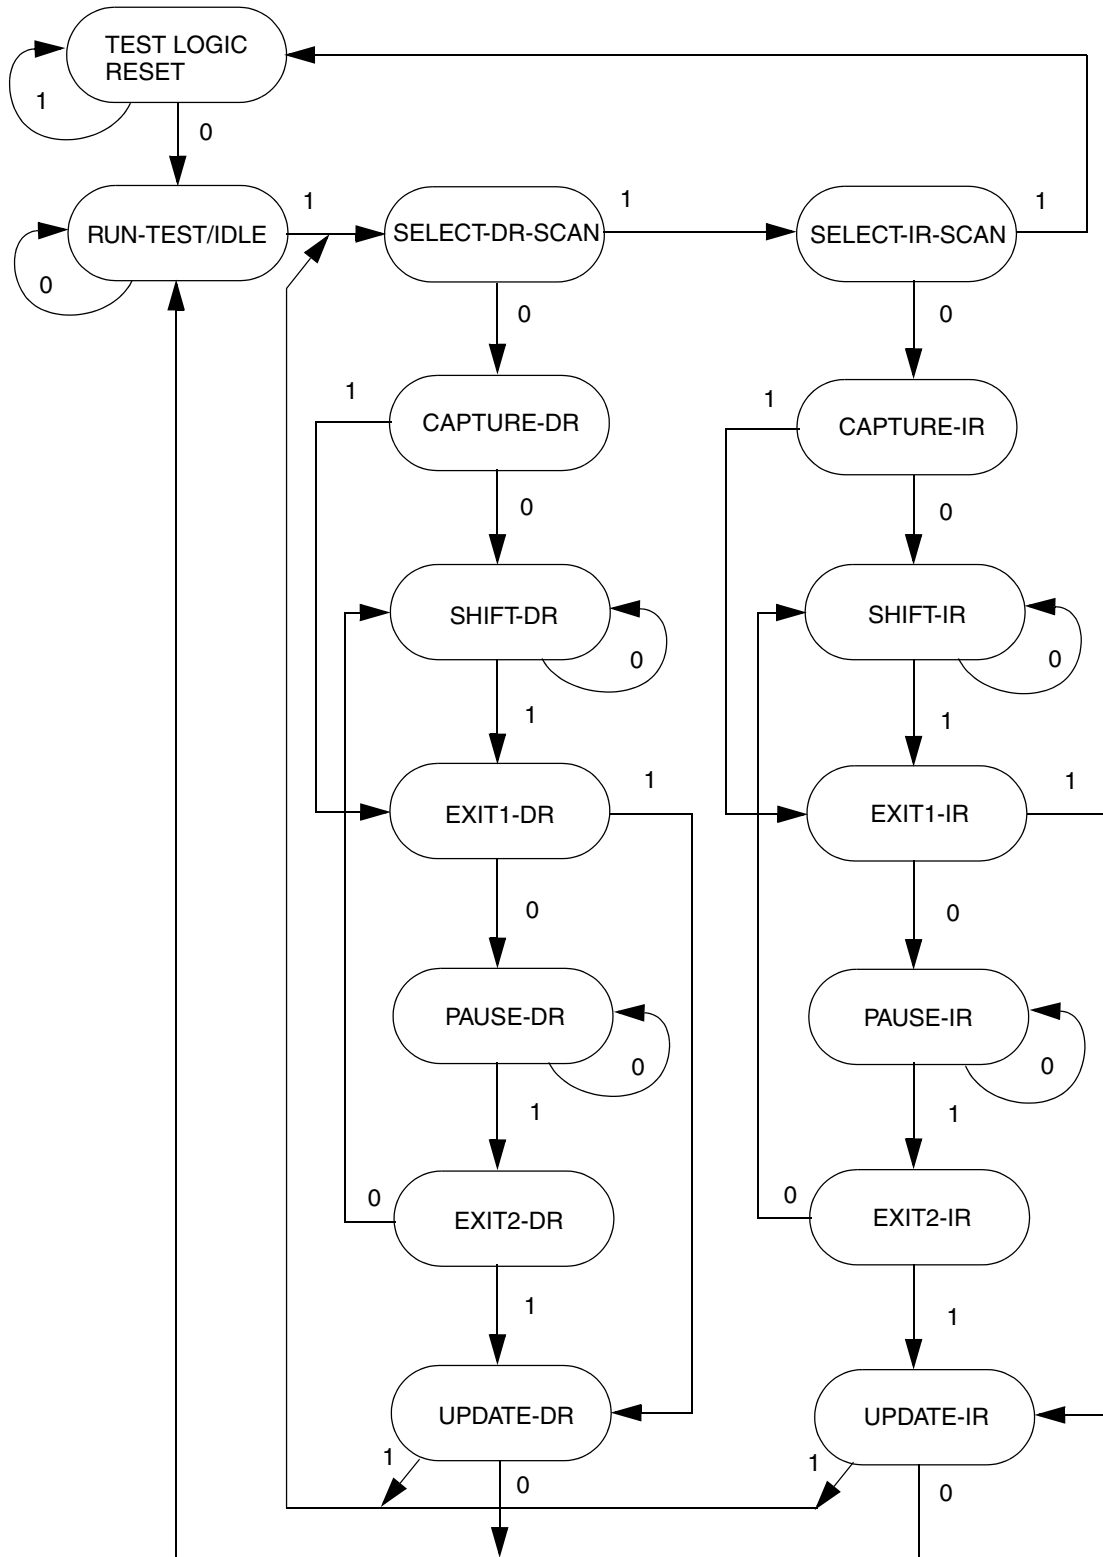 TEST LOGIC
RESET
1
0
RUN-TEST/IDLE
0
1
SELECT-DR-SCAN
1
SELECT-IR-SCAN
1
0
0
1
CAPTURE-DR
1
CAPTURE-IR
0
0
SHIFT-DR
0
SHIFT-IR
0
1
1
EXIT1-DR
1
EXIT1-IR
1
0
0
PAUSE-DR
0
PAUSE-IR
0
1
1
0
EXIT2-DR
0
EXIT2-IR
1
1
UPDATE-DR
UPDATE-IR
1
0
1
0